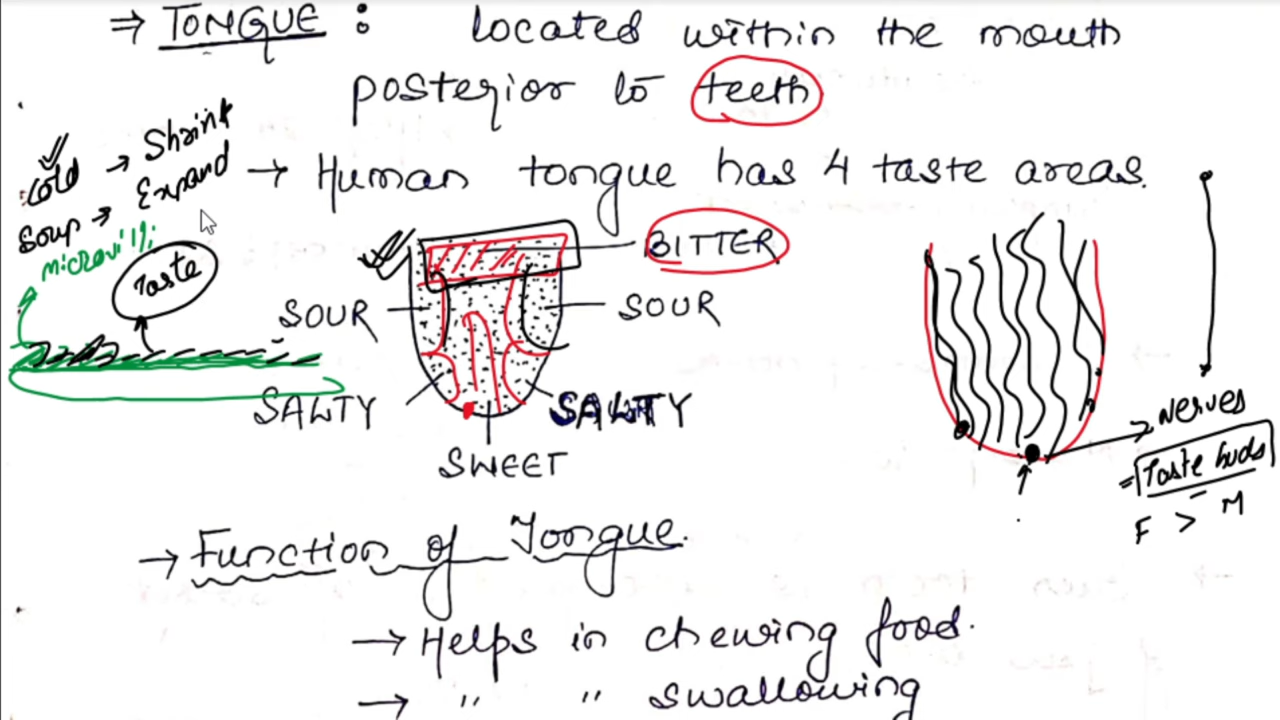 ⇒ TONGUE : located within the mouth
posterior to teeth
Cold → Shrink
Soup → Expand
microvilli
Taste
→ Human tongue has 4 taste areas.
BITTER
SOUR
SOUR
SALTY
SALTY
SWEET
Nerves
= Taste buds
F > M
→ Function of Tongue.
→ Helps in chewing food.
→ " " swallowing